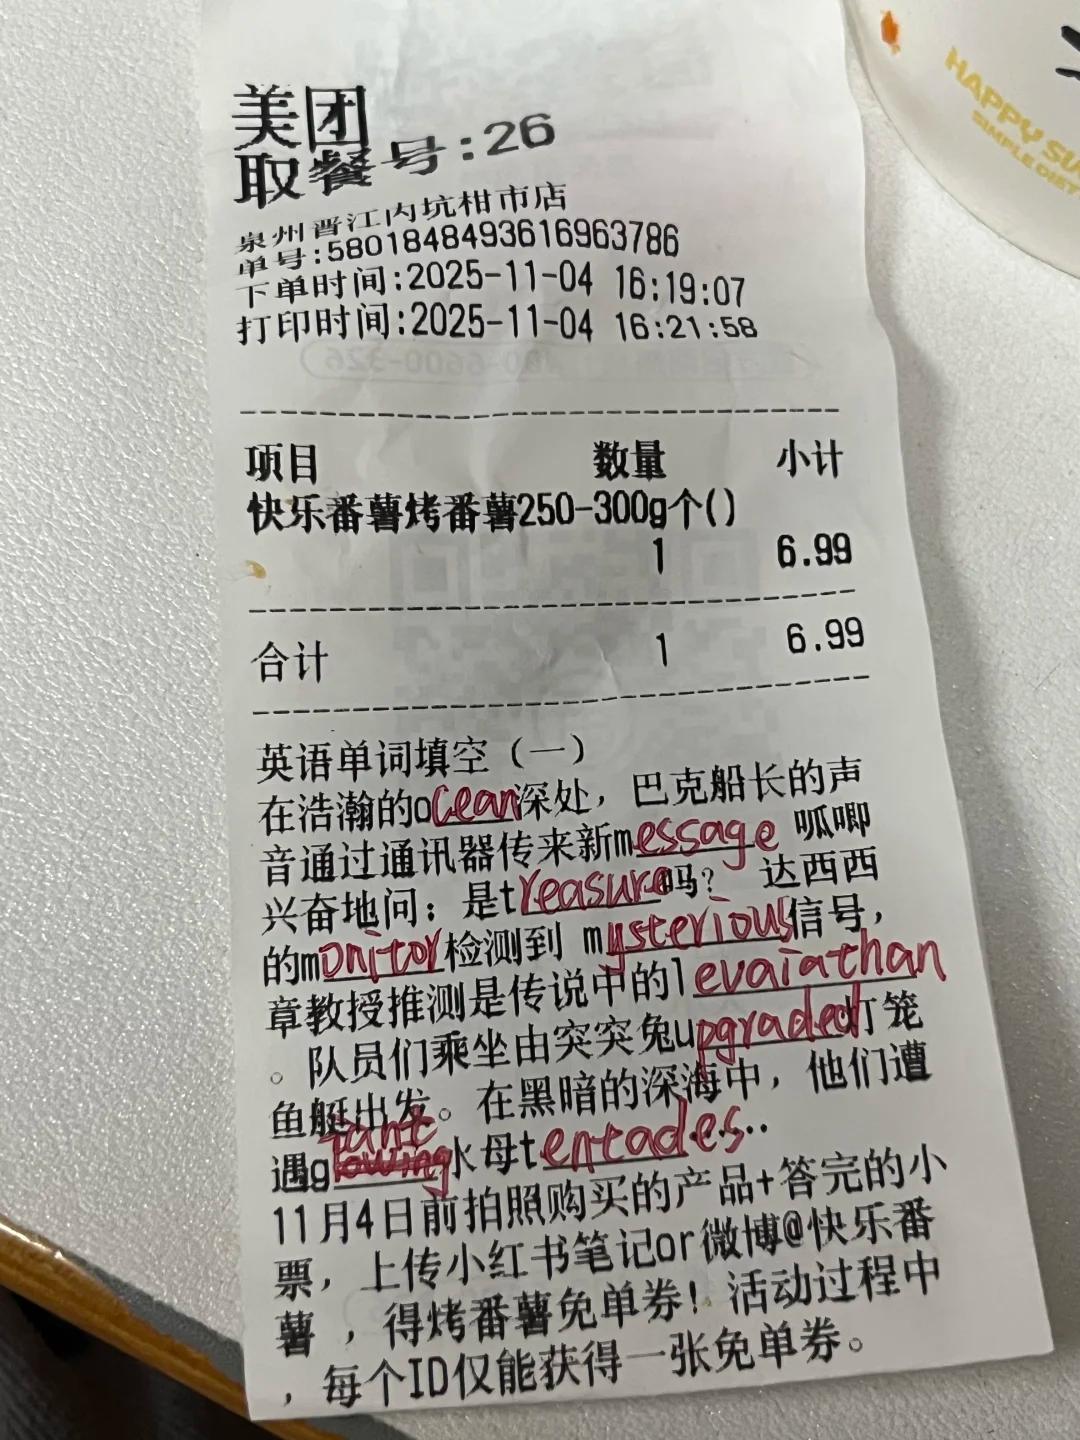 美团
取餐号:26
泉州晋江内坑柑市店
单号:5801848493616963786
下单时间:2025-11-04 16:19:07
打印时间:2025-11-04 16:21:58
项目 数量 小计
快乐番薯烤番薯250-300g个()
1 6.99
合计 1 6.99
英语单词填空（一）
在浩瀚的ocean深处，巴克船长的声
音通过通讯器传来新message 呱唧
兴奋地问：是treasure吗？ 达西西
的monitor检测到 mysterious信号，
章教授推测是传说中的levaiathan
。队员们乘坐由突突兔upgraded灯笼
鱼艇出发。在黑暗的深海中，他们遭
iant
遇glowing水母tentades......
11月4日前拍照购买的产品+答完的小
票，上传小红书笔记or微博@快乐番
薯 ，得烤番薯免单券！活动过程中
，每个ID仅能获得一张免单券。
HAPPY SU
SIMPLE DIET